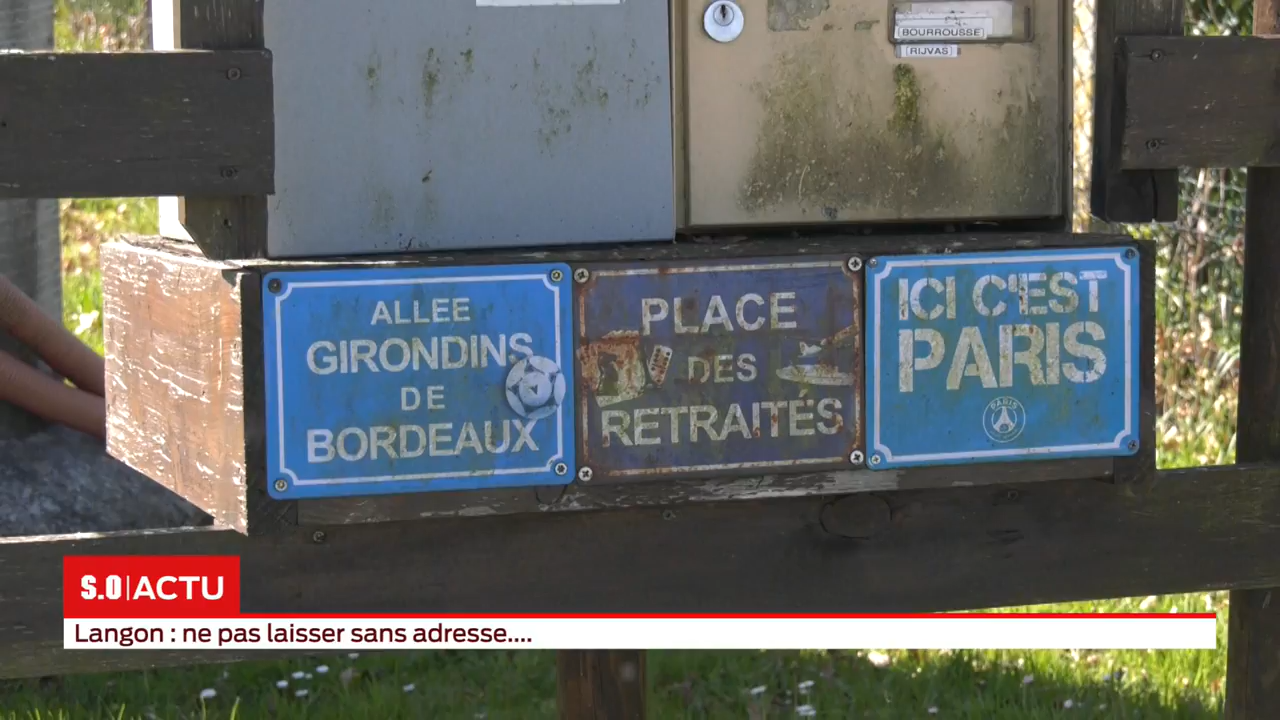 BOURROUSSE
RIJVAS
ALLEE
GIRONDINS
DE
BORDEAUX
PLACE
DES
RETRAITÉS
ICI C'EST
PARIS
PARIS
S.O|ACTU
Langon : ne pas laisser sans adresse....